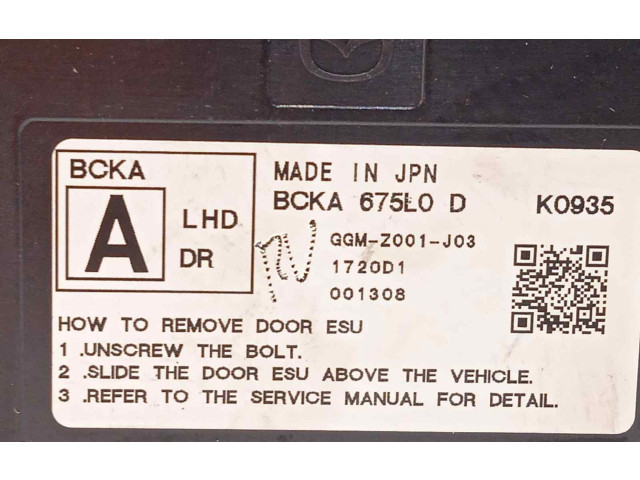 BCKA
A
LHD
DR
MADE IN JPN
BCKA 675L0 D K0935
GGM-Z001-J03
1720D1
001308
HOW TO REMOVE DOOR ESU
1 .UNSCREW THE BOLT.
2 .SLIDE THE DOOR ESU ABOVE THE VEHICLE.
3 .REFER TO THE SERVICE MANUAL FOR DETAIL.